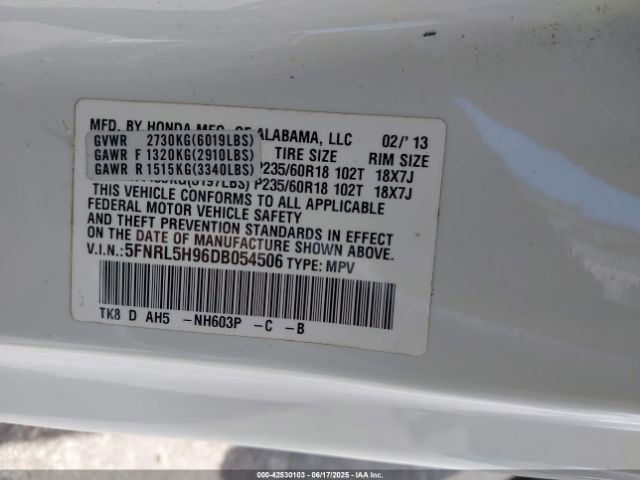 MFD. BY HONDA MFG. OF ALABAMA, LLC 02/' 13
GVWR 2730KG(6019LBS) TIRE SIZE RIM SIZE
GAWR F 1320KG(2910LBS) P235/60R18 102T 18X7J
GAWR R 1515KG(3340LBS) P235/60R18 102T 18X7J
THIS VEHICLE CONFORMS TO ALL APPLICABLE
FEDERAL MOTOR VEHICLE SAFETY
AND THEFT PREVENTION STANDARDS IN EFFECT
ON THE DATE OF MANUFACTURE SHOWN ABOVE.
V.I.N.:5FNRL5H96DB054506 TYPE: MPV
TK8 D AH5 -NH603P -C -B
000-42530103 - 06/17/2025 - IAAI.COM